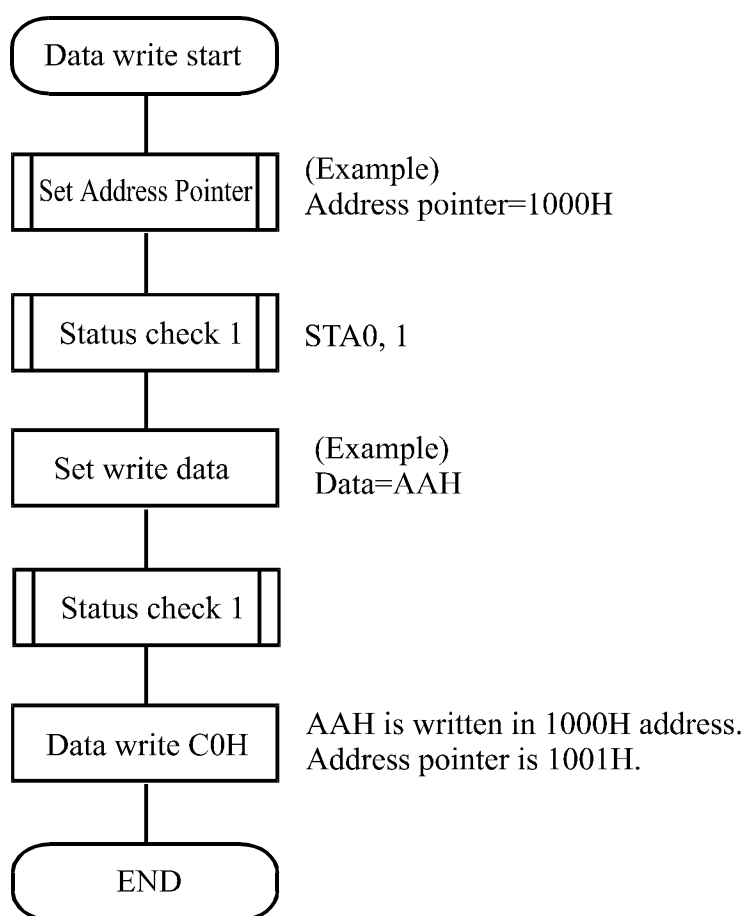 Data write start
Set Address Pointer
(Example)
Address pointer=1000H
Status check 1
STA0, 1
Set write data
(Example)
Data=AAH
Status check 1
Data write C0H
AAH is written in 1000H address.
Address pointer is 1001H.
END